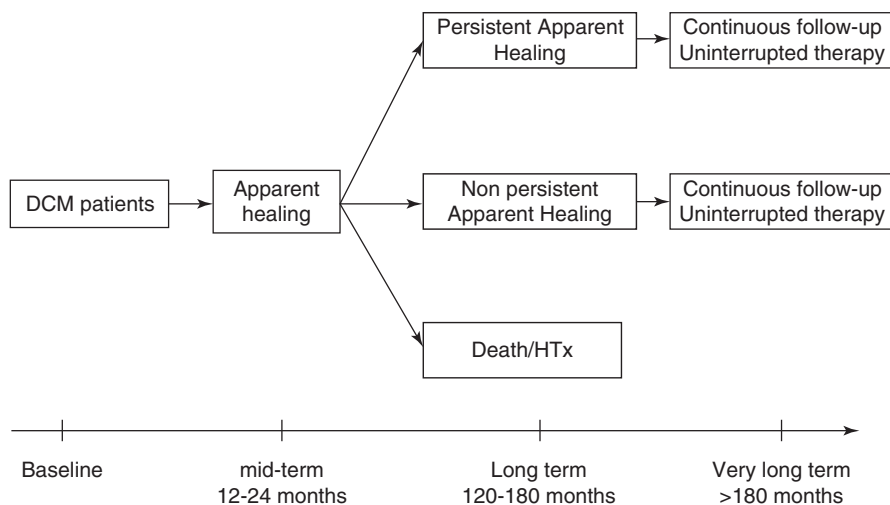 Persistent Apparent
Healing
Continuous follow-up
Uninterrupted therapy
DCM patients
Apparent
healing
Non persistent
Apparent Healing
Continuous follow-up
Uninterrupted therapy
Death/HTx
Baseline
mid-term
12-24 months
Long term
120-180 months
Very long term
>180 months